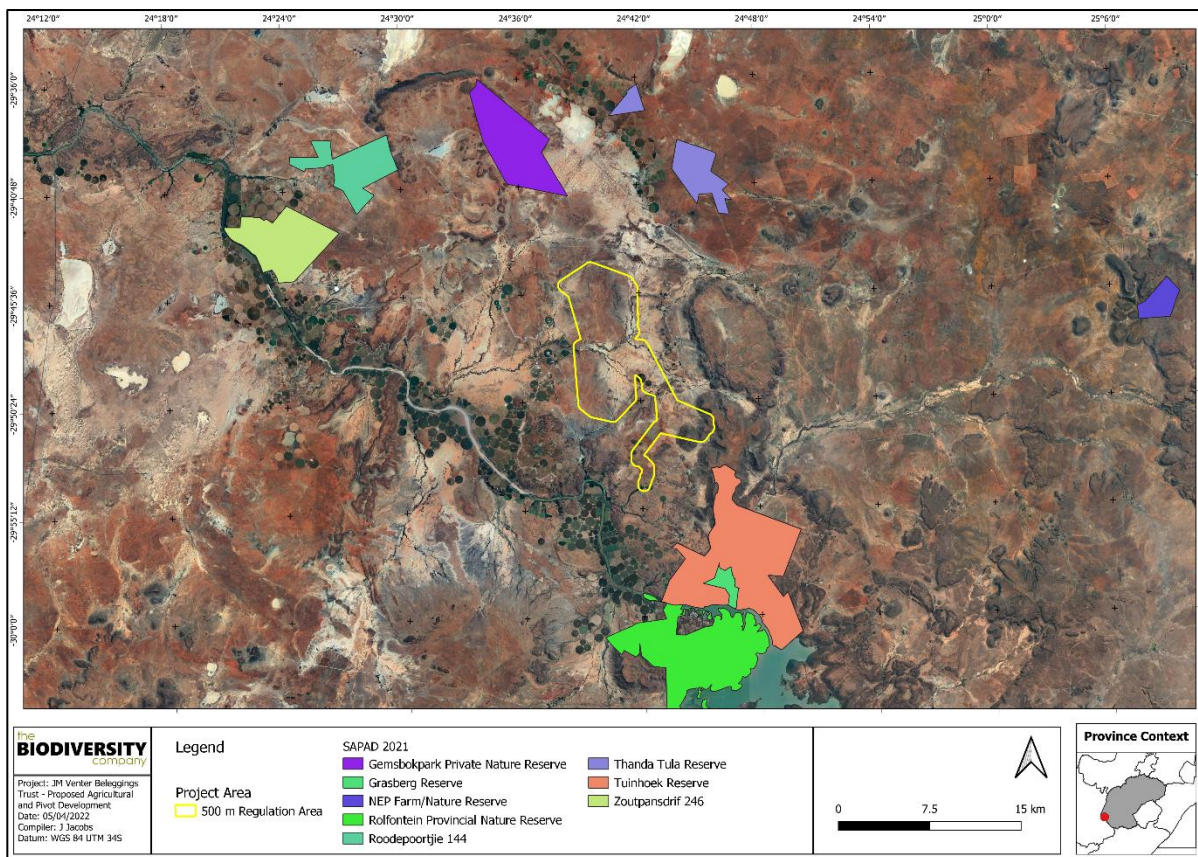 24°12'0" 24°18'0" 24°24'0" 24°30'0" 24°36'0" 24°42'0" 24°48'0" 24°54'0" 25°0'0" 25°6'0"
-29°36'0"
-29°40'48"
-29°45'36"
-29°50'24"
-29°55'12"
-30°0'0"
the
BIODIVERSITY
company
Project: JM Venter Beleggings
Trust - Proposed Agricultural
and Pivot Development
Date: 05/04/2022
Compiler: J Jacobs
Datum: WGS 84 UTM 34S
Legend
Project Area
500 m Regulation Area
SAPAD 2021
Gemsbokpark Private Nature Reserve
Grasberg Reserve
NEP Farm/Nature Reserve
Rolfontein Provincial Nature Reserve
Roodepoortjie 144
Thanda Tula Reserve
Tuinhoek Reserve
Zoutpansdrif 246
0 7.5 15 km
Province Context